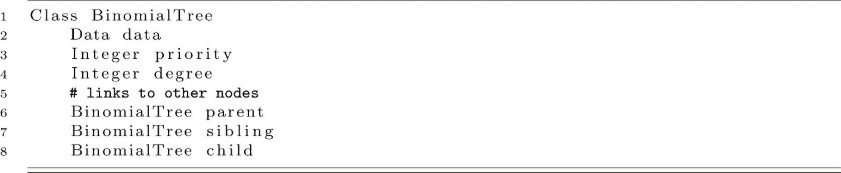 1 Class BinomialTree
2 Data data
3 Integer priority
4 Integer degree
5 # links to other nodes
6 BinomialTree parent
7 BinomialTree sibling
8 BinomialTree child